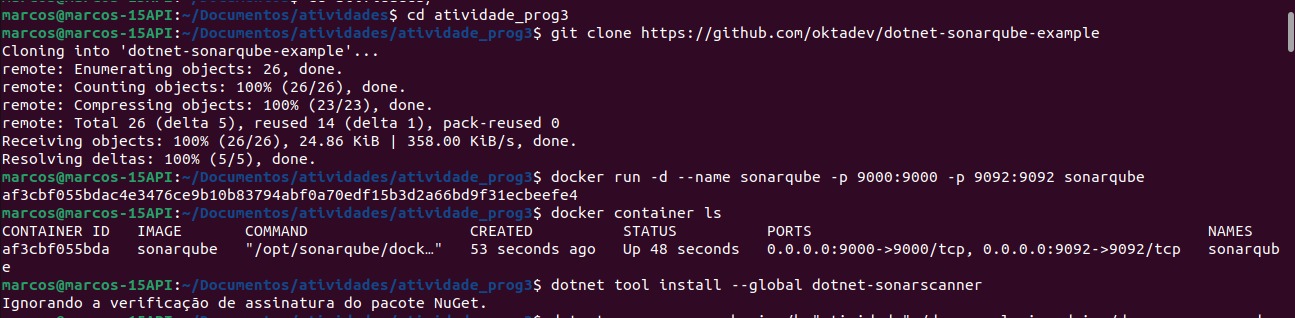 marcos@marcos-15API:~/Documentos/atividades$ cd atividade_prog3
marcos@marcos-15API:~/Documentos/atividades/atividade_prog3$ git clone https://github.com/oktadev/dotnet-sonarqube-example
Cloning into 'dotnet-sonarqube-example'...
remote: Enumerating objects: 26, done.
remote: Counting objects: 100% (26/26), done.
remote: Compressing objects: 100% (23/23), done.
remote: Total 26 (delta 5), reused 14 (delta 1), pack-reused 0
Receiving objects: 100% (26/26), 24.86 KiB | 358.00 KiB/s, done.
Resolving deltas: 100% (5/5), done.
marcos@marcos-15API:~/Documentos/atividades/atividade_prog3$ docker run -d --name sonarqube -p 9000:9000 -p 9092:9092 sonarqube
af3cbf055bdac4e3476ce9b10b83794abf0a70edf15b3d2a66bd9f31ecbeefe4
marcos@marcos-15API:~/Documentos/atividades/atividade_prog3$ docker container ls
CONTAINER ID   IMAGE       COMMAND                  CREATED          STATUS          PORTS                                            NAMES
af3cbf055bda   sonarqube   "/opt/sonarqube/dock…"   53 seconds ago   Up 48 seconds   0.0.0.0:9000->9000/tcp, 0.0.0.0:9092->9092/tcp   sonarqub
e
marcos@marcos-15API:~/Documentos/atividades/atividade_prog3$ dotnet tool install --global dotnet-sonarscanner
Ignorando a verificação de assinatura do pacote NuGet.